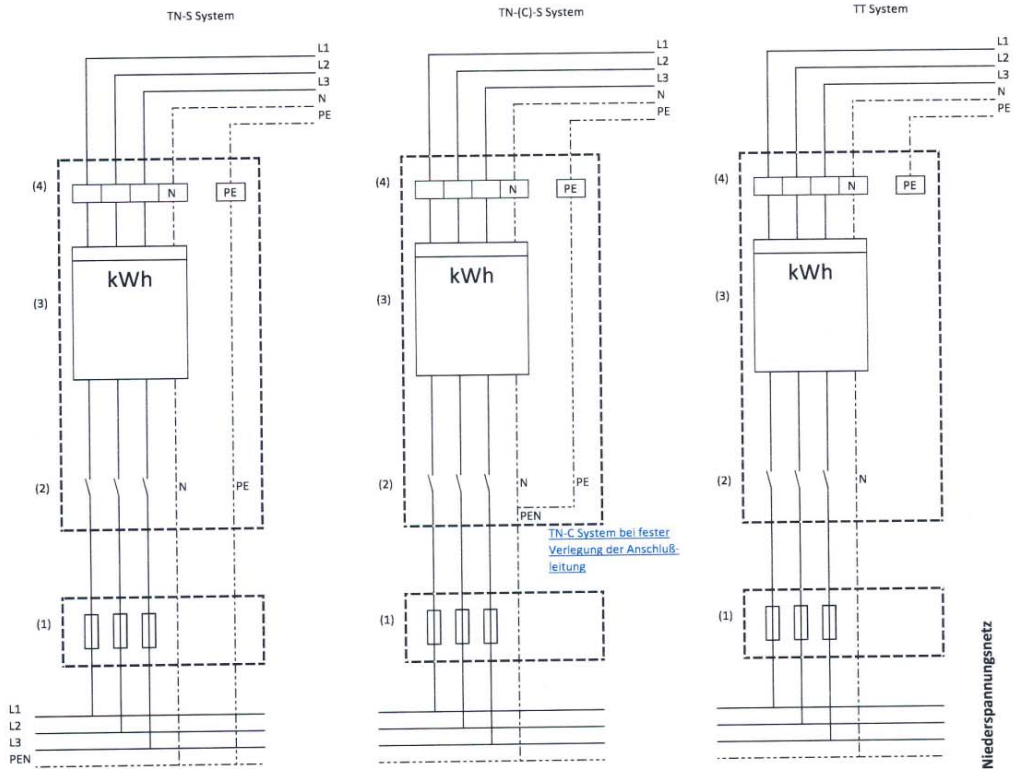 TN-S System
L1
L2
L3
N
PE
(4)
N
PE
kWh
(3)
(2)
N
PE
(1)
L1
L2
L3
PEN
TN-(C)-S System
L1
L2
L3
N
PE
(4)
N
PE
kWh
(3)
(2)
N
PE
PEN
TN-C System bei fester
Verlegung der Anschluß-
leitung
(1)
TT System
L1
L2
L3
N
PE
(4)
N
PE
kWh
(3)
(2)
N
(1)
Niederspannungsnetz